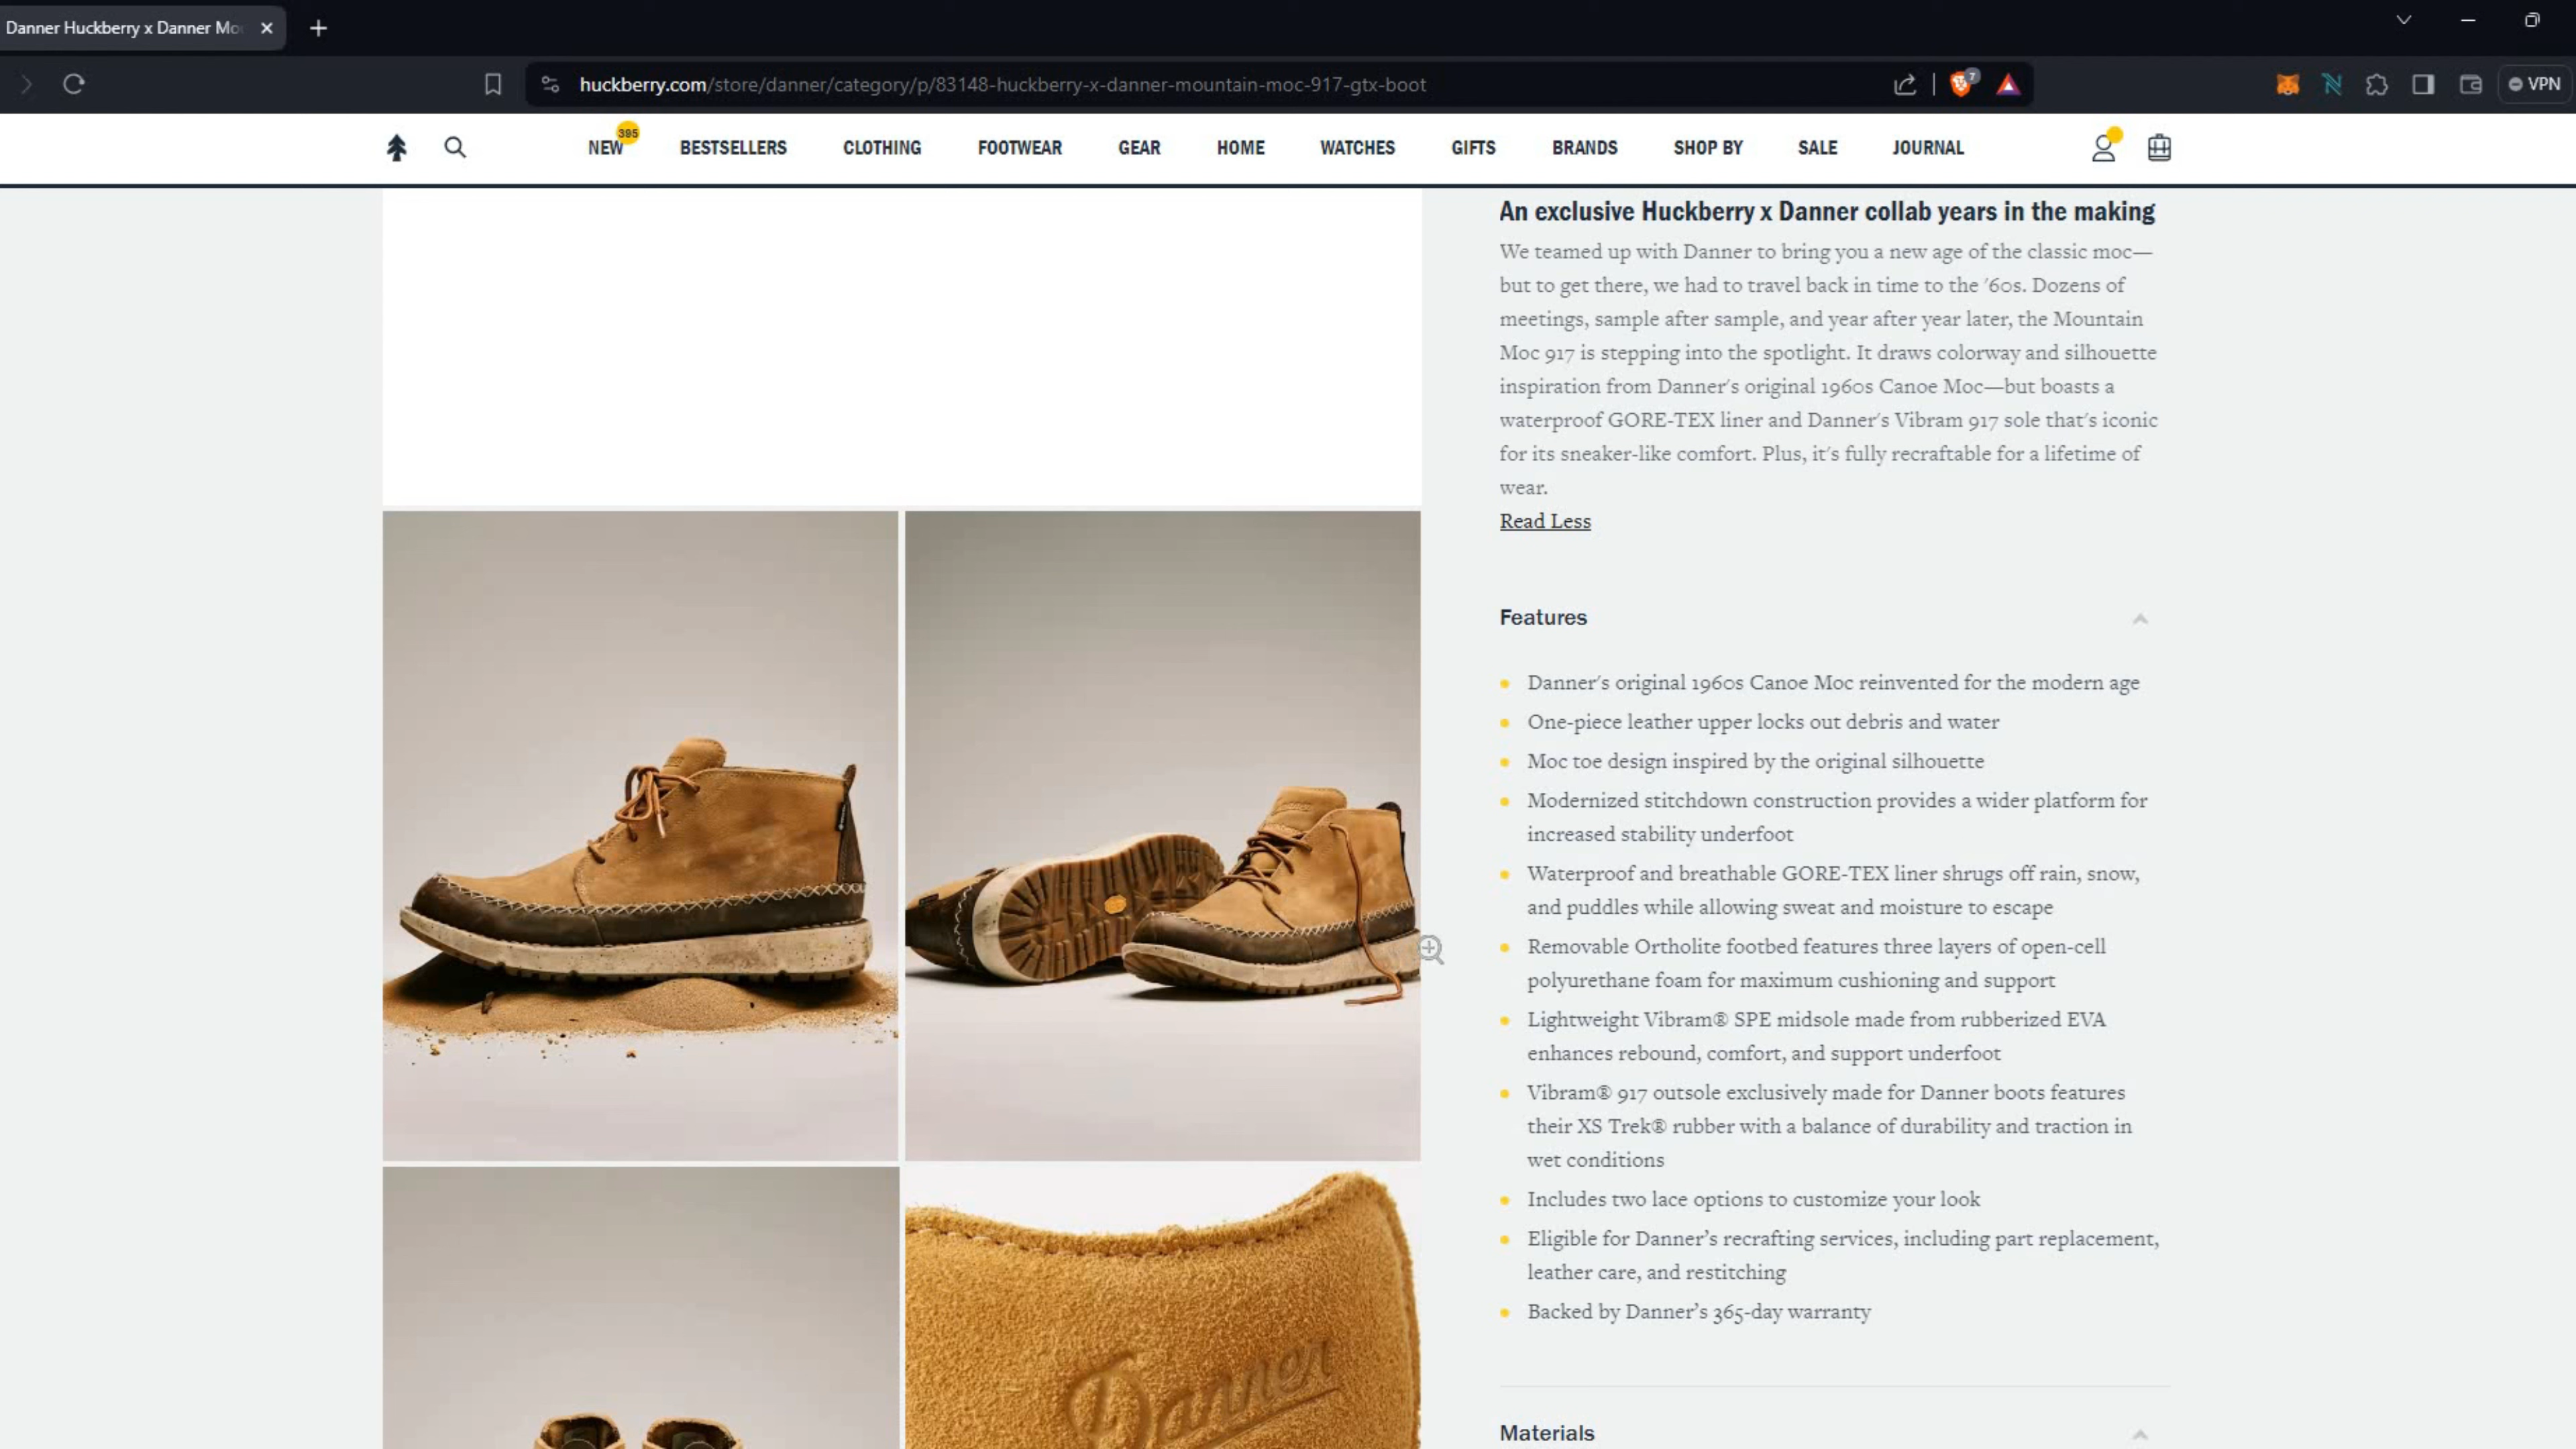 Danner Huckberry x Danner Mo
huckberry.com/store/danner/category/p/83148-huckberry-x-danner-mountain-moc-917-gtx-boot
7
VPN
NEW
395
BESTSELLERS
CLOTHING
FOOTWEAR
GEAR
HOME
WATCHES
GIFTS
BRANDS
SHOP BY
SALE
JOURNAL
An exclusive Huckberry x Danner collab years in the making
We teamed up with Danner to bring you a new age of the classic moc—
but to get there, we had to travel back in time to the '60s. Dozens of
meetings, sample after sample, and year after year later, the Mountain
Moc 917 is stepping into the spotlight. It draws colorway and silhouette
inspiration from Danner's original 1960s Canoe Moc—but boasts a
waterproof GORE-TEX liner and Danner's Vibram 917 sole that's iconic
for its sneaker-like comfort. Plus, it's fully recraftable for a lifetime of
wear.
Read Less
Features
Danner's original 1960s Canoe Moc reinvented for the modern age
One-piece leather upper locks out debris and water
Moc toe design inspired by the original silhouette
Modernized stitchdown construction provides a wider platform for
increased stability underfoot
Waterproof and breathable GORE-TEX liner shrugs off rain, snow,
and puddles while allowing sweat and moisture to escape
Removable Ortholite footbed features three layers of open-cell
polyurethane foam for maximum cushioning and support
Lightweight Vibram® SPE midsole made from rubberized EVA
enhances rebound, comfort, and support underfoot
Vibram® 917 outsole exclusively made for Danner boots features
their XS Trek® rubber with a balance of durability and traction in
wet conditions
Includes two lace options to customize your look
Eligible for Danner’s recrafting services, including part replacement,
leather care, and restitching
Backed by Danner’s 365-day warranty
Materials
Danner